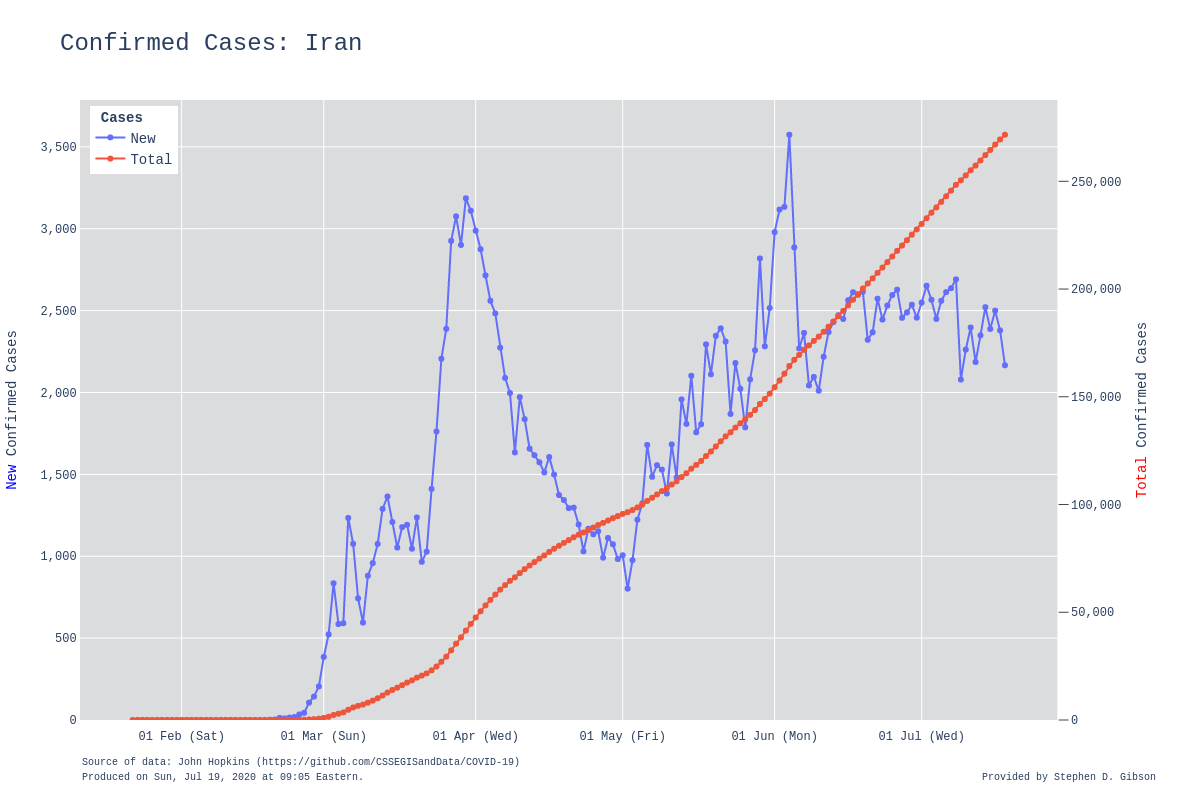 Confirmed Cases: Iran
Cases
New
Total
3,500
3,000
2,500
2,000
1,500
1,000
500
0
250,000
200,000
150,000
100,000
50,000
0
New Confirmed Cases
Total Confirmed Cases
01 Feb (Sat)
01 Mar (Sun)
01 Apr (Wed)
01 May (Fri)
01 Jun (Mon)
01 Jul (Wed)
Source of data: John Hopkins (https://github.com/CSSEGISandData/COVID-19)
Produced on Sun, Jul 19, 2020 at 09:05 Eastern.
Provided by Stephen D. Gibson